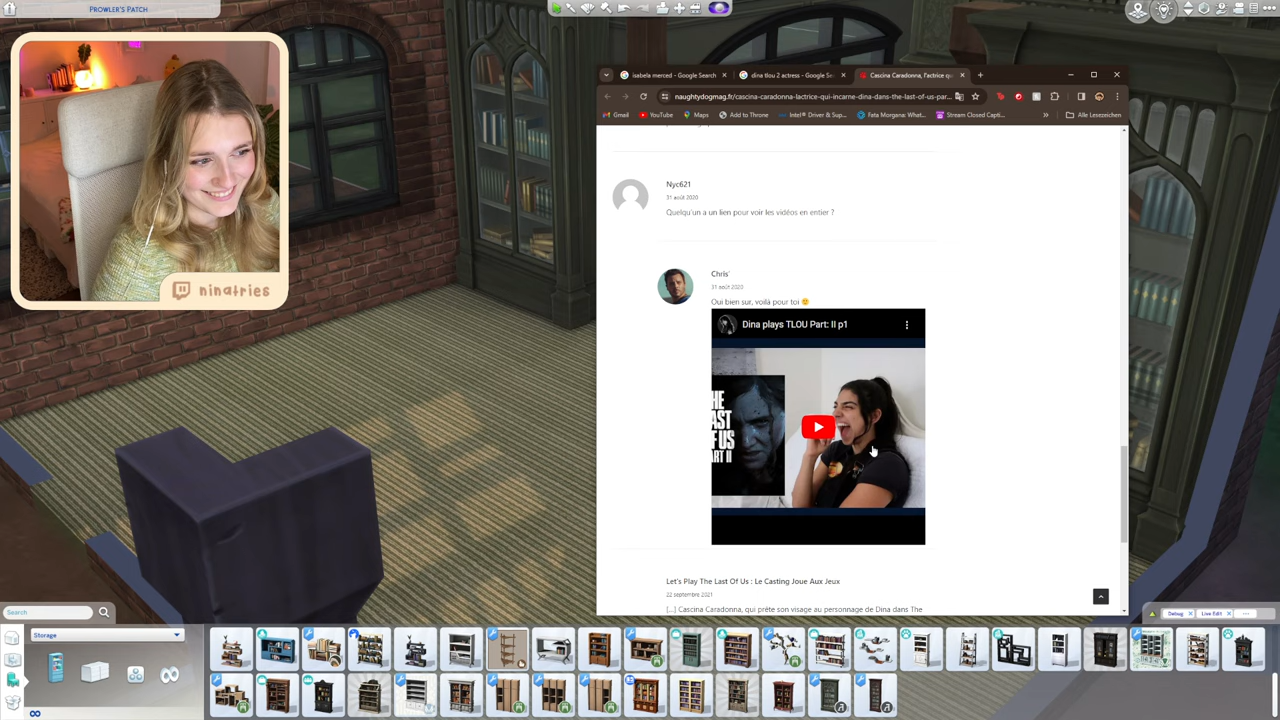 PROWLER'S PATCH
ninatries
isabela merced - Google Search
dina tlou 2 actress - Google Se
Cascina Caradonna, l'actrice qu
naughtydogmag.fr/cascina-caradonna-lactrice-qui-incarne-dina-dans-the-last-of-us-par...
Gmail
YouTube
Maps
Add to Throne
Intel® Driver & Sup...
Fata Morgana: What...
Stream Closed Capti...
»
Alle Lesezeichen
Nyc621
31 août 2020
Quelqu'un a un lien pour voir les vidéos en entier ?
Chris'
31 août 2020
Oui bien sur, voilà pour toi 🙂
Dina plays TLOU Part: II p1
THE
LAST
OF US
PART II
Let's Play The Last Of Us : Le Casting Joue Aux Jeux
22 septembre 2021
[...] Cascina Caradonna, qui prête son visage au personnage de Dina dans The
Search
Debug
Live Edit
...
Storage